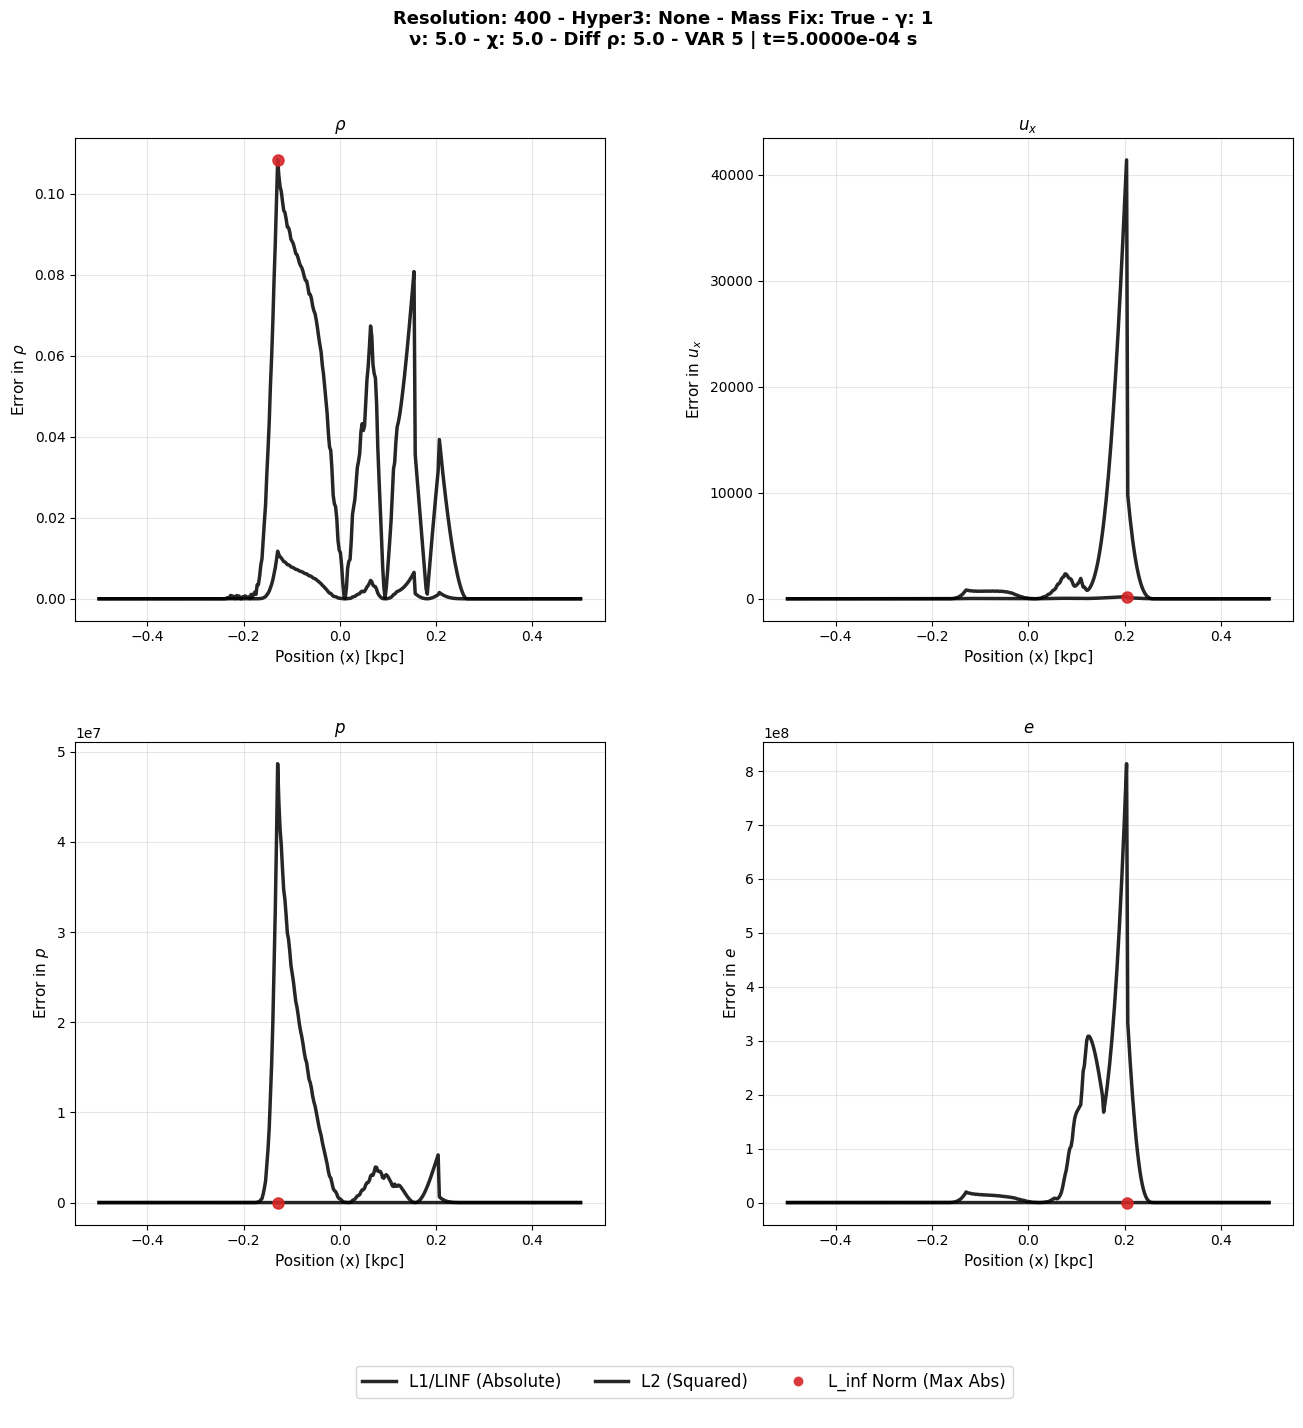 Resolution: 400 - Hyper3: None - Mass Fix: True - γ: 1
ν: 5.0 - χ: 5.0 - Diff ρ: 5.0 - VAR 5 | t=5.0000e-04 s
ρ
Error in ρ
0.10
0.08
0.06
0.04
0.02
0.00
−0.4 −0.2 0.0 0.2 0.4
Position (x) [kpc]
u_x
Error in u_x
40000
30000
20000
10000
0
−0.4 −0.2 0.0 0.2 0.4
Position (x) [kpc]
p
1e7
Error in p
5
4
3
2
1
0
−0.4 −0.2 0.0 0.2 0.4
Position (x) [kpc]
e
1e8
Error in e
8
7
6
5
4
3
2
1
0
−0.4 −0.2 0.0 0.2 0.4
Position (x) [kpc]
L1/LINF (Absolute) L2 (Squared) L_inf Norm (Max Abs)